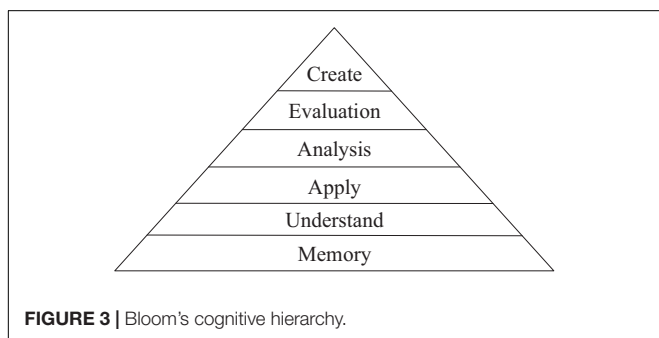 Create
Evaluation
Analysis
Apply
Understand
Memory
FIGURE 3 | Bloom's cognitive hierarchy.